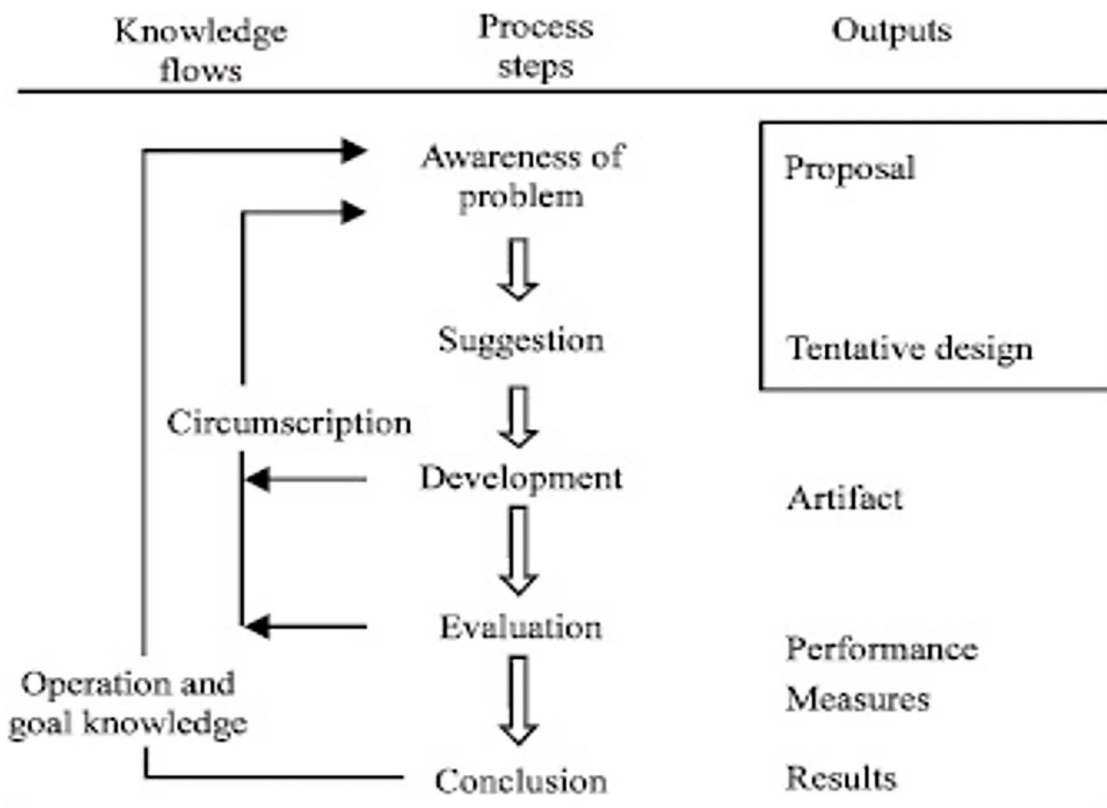 Knowledge
flows
Process
steps
Outputs
Awareness of
problem
Proposal
Suggestion
Tentative design
Circumscription
Development
Artifact
Evaluation
Performance
Measures
Operation and
goal knowledge
Conclusion
Results